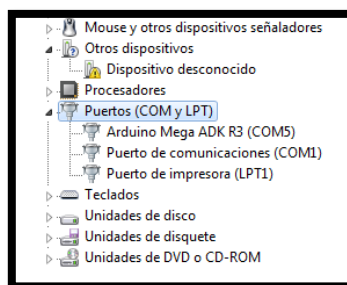 Mouse y otros dispositivos señaladores
Otros dispositivos
Dispositivo desconocido
Procesadores
Puertos (COM y LPT)
Arduino Mega ADK R3 (COM5)
Puerto de comunicaciones (COM1)
Puerto de impresora (LPT1)
Teclados
Unidades de disco
Unidades de disquete
Unidades de DVD o CD-ROM